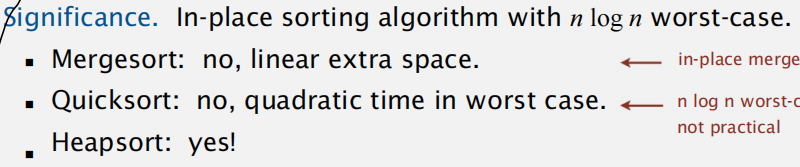 Significance. In-place sorting algorithm with n log n worst-case.
▪ Mergesort: no, linear extra space. ← in-place merge
▪ Quicksort: no, quadratic time in worst case. ← n log n worst-c
not practical
▪ Heapsort: yes!